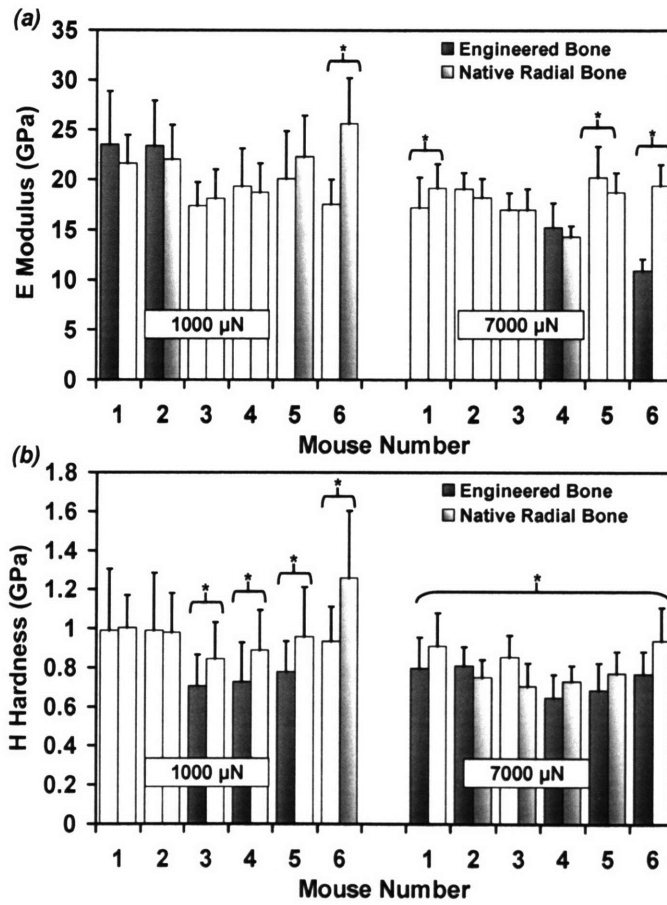 (a)
35
30
25
20
15
10
5
0
E Modulus (GPa)
Engineered Bone
Native Radial Bone
*
*
*
*
1000 µN
7000 µN
1 2 3 4 5 6 1 2 3 4 5 6
Mouse Number
(b)
1.8
1.6
1.4
1.2
1
0.8
0.6
0.4
0.2
0
H Hardness (GPa)
Engineered Bone
Native Radial Bone
*
*
*
*
*
1000 µN
7000 µN
1 2 3 4 5 6 1 2 3 4 5 6
Mouse Number